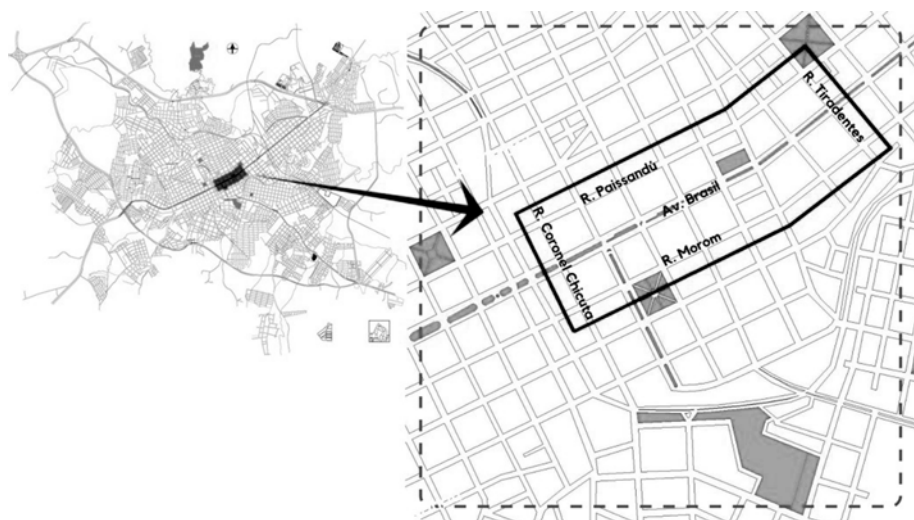 R. Tiradentes
R. Paissandú
Av. Brasil
R. Coronel Chicuta
R. Morom